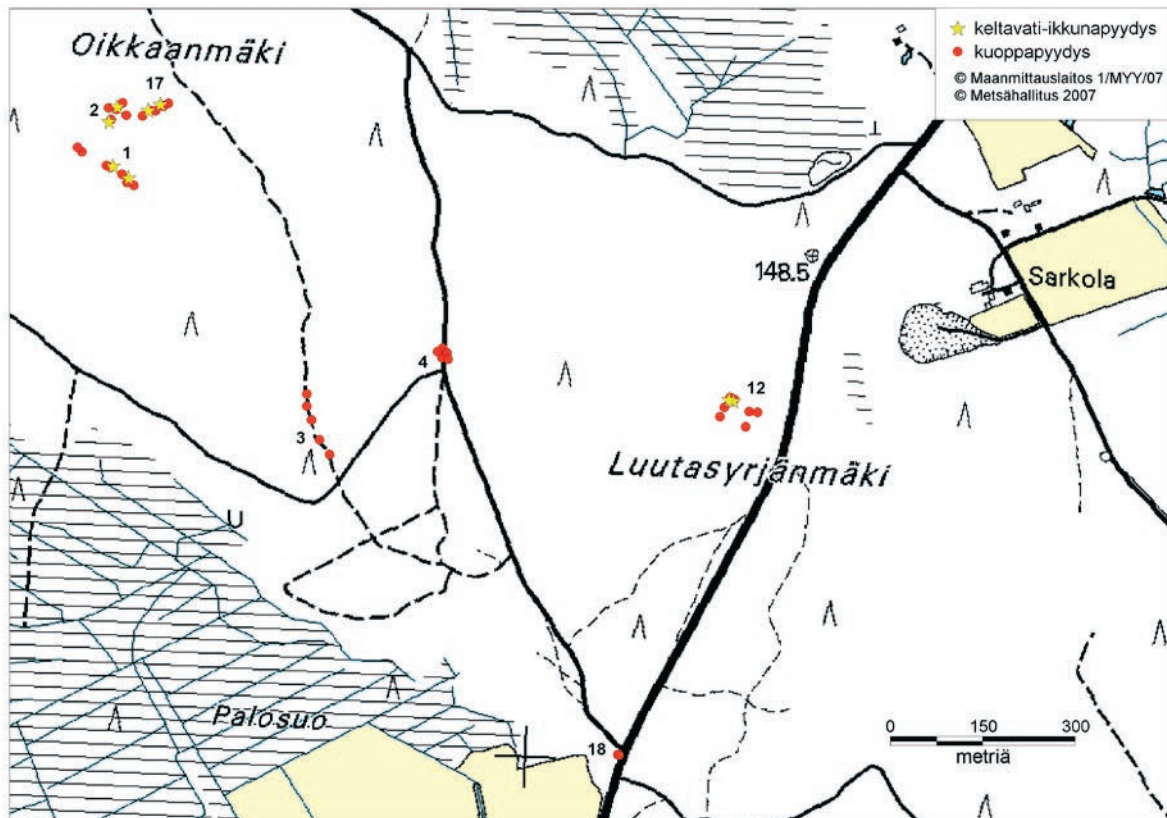 Oikkaanmäki
keltavati-ikkunapyydys
kuoppapyydys
© Maanmittauslaitos 1/MYY/07
© Metsähallitus 2007
17
2
1
148.5
Sarkola
4
12
3
Luutasyrjänmäki
Palosuo
18
0 150 300
metriä